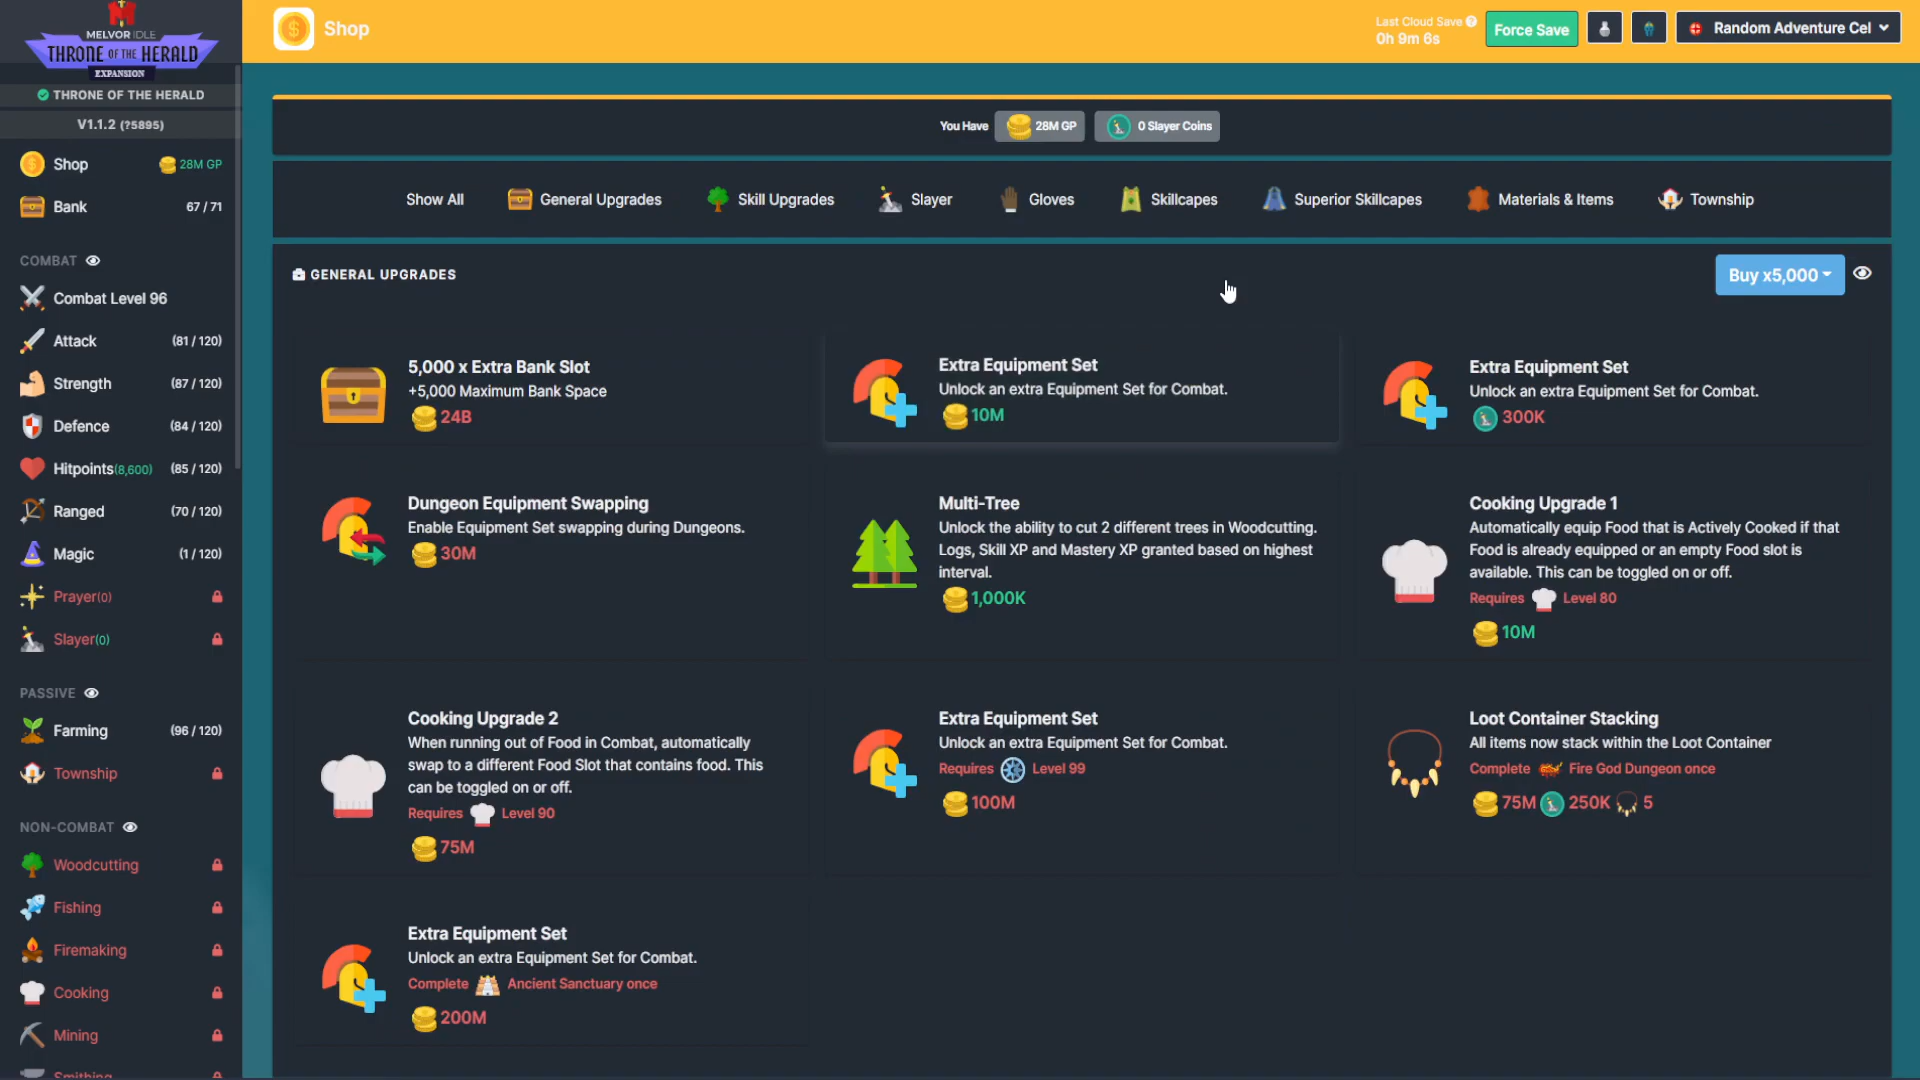 MELVOR IDLE
THRONE OF THE HERALD
EXPANSION
THRONE OF THE HERALD
V1.1.2 (?5895)
Shop 28M GP
Bank 67 / 71
COMBAT
Combat Level 96
Attack (81 / 120)
Strength (87 / 120)
Defence (84 / 120)
Hitpoints(8,600) (85 / 120)
Ranged (70 / 120)
Magic (1 / 120)
Prayer(0)
Slayer(0)
PASSIVE
Farming (96 / 120)
Township
NON-COMBAT
Woodcutting
Fishing
Firemaking
Cooking
Mining
Smithing
Shop
Last Cloud Save
0h 9m 6s
Force Save
Random Adventure Cel
You Have 28M GP 0 Slayer Coins
Show All General Upgrades Skill Upgrades Slayer Gloves Skillcapes Superior Skillcapes Materials & Items Township
GENERAL UPGRADES
Buy x5,000
5,000 x Extra Bank Slot
+5,000 Maximum Bank Space
24B
Extra Equipment Set
Unlock an extra Equipment Set for Combat.
10M
Extra Equipment Set
Unlock an extra Equipment Set for Combat.
300K
Dungeon Equipment Swapping
Enable Equipment Set swapping during Dungeons.
30M
Multi-Tree
Unlock the ability to cut 2 different trees in Woodcutting.
Logs, Skill XP and Mastery XP granted based on highest
interval.
1,000K
Cooking Upgrade 1
Automatically equip Food that is Actively Cooked if that
Food is already equipped or an empty Food slot is
available. This can be toggled on or off.
Requires Level 80
10M
Cooking Upgrade 2
When running out of Food in Combat, automatically
swap to a different Food Slot that contains food. This
can be toggled on or off.
Requires Level 90
75M
Extra Equipment Set
Unlock an extra Equipment Set for Combat.
Requires Level 99
100M
Loot Container Stacking
All items now stack within the Loot Container
Complete Fire God Dungeon once
75M 250K 5
Extra Equipment Set
Unlock an extra Equipment Set for Combat.
Complete Ancient Sanctuary once
200M